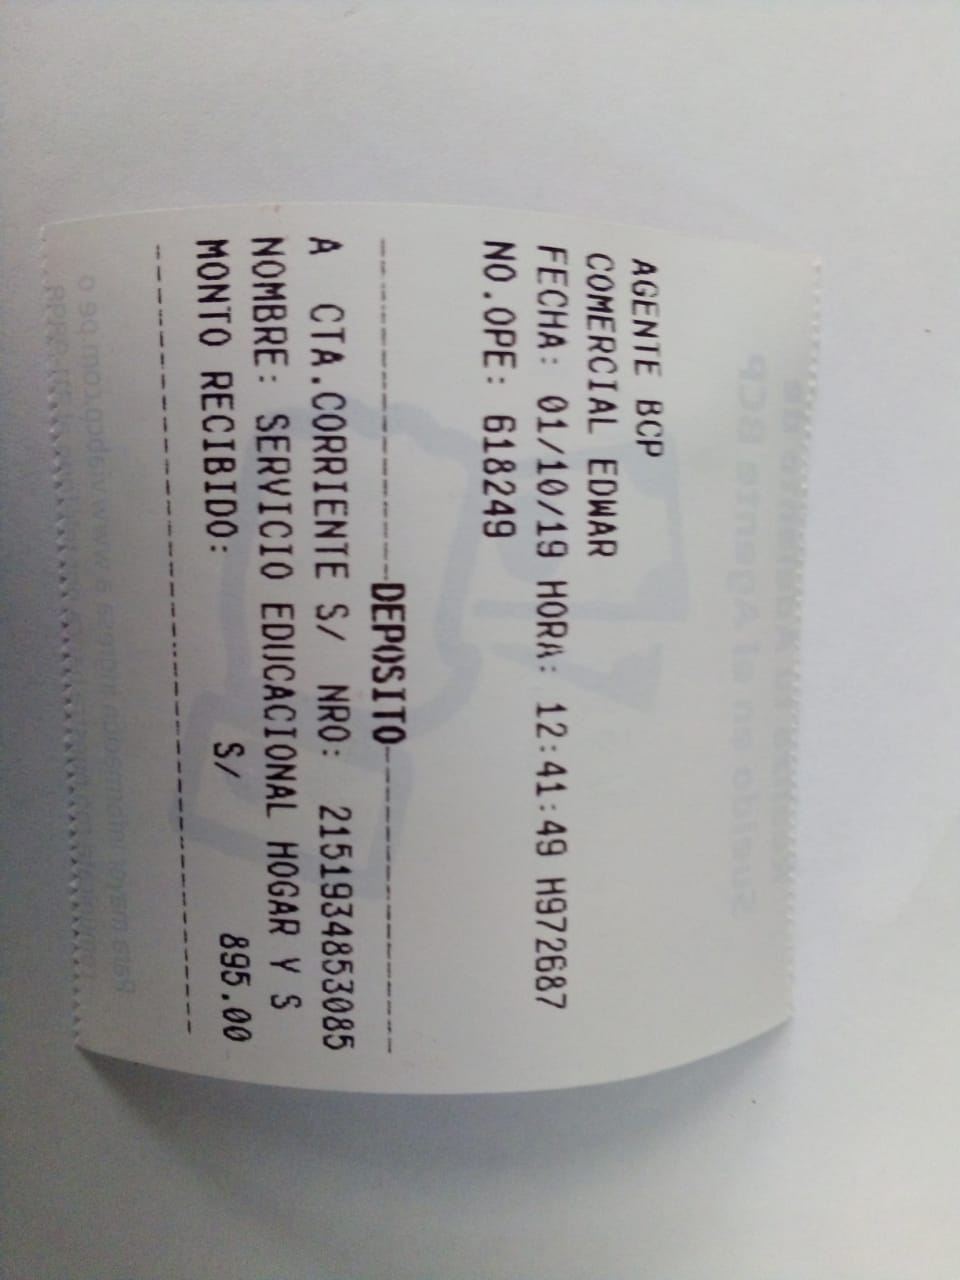 AGENTE BCP
COMERCIAL EDWAR
FECHA: 01/10/19 HORA: 12:41:49 H972687
NO.OPE: 618249
---------------------DEPOSITO--------------------
A CTA.CORRIENTE S/ NRO: 2151934853085
NOMBRE: SERVICIO EDUCACIONAL HOGAR Y S
MONTO RECIBIDO: S/ 895.00